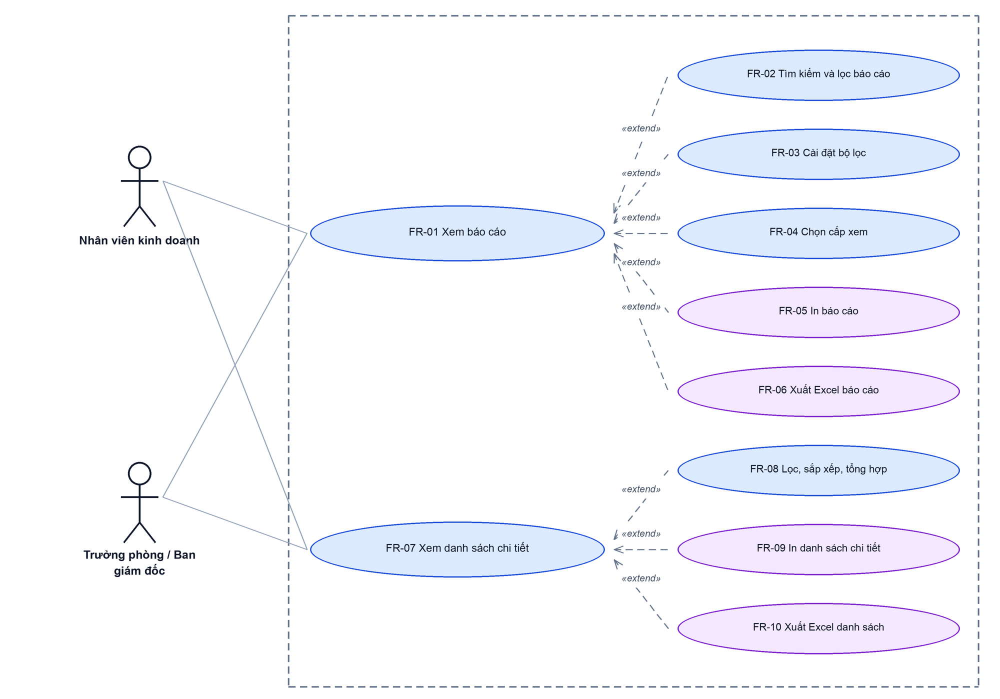 Nhân viên kinh doanh
Trưởng phòng / Ban
giám đốc
FR-01 Xem báo cáo
FR-07 Xem danh sách chi tiết
«extend»
«extend»
«extend»
«extend»
«extend»
«extend»
«extend»
«extend»
FR-02 Tìm kiếm và lọc báo cáo
FR-03 Cài đặt bộ lọc
FR-04 Chọn cấp xem
FR-05 In báo cáo
FR-06 Xuất Excel báo cáo
FR-08 Lọc, sắp xếp, tổng hợp
FR-09 In danh sách chi tiết
FR-10 Xuất Excel danh sách